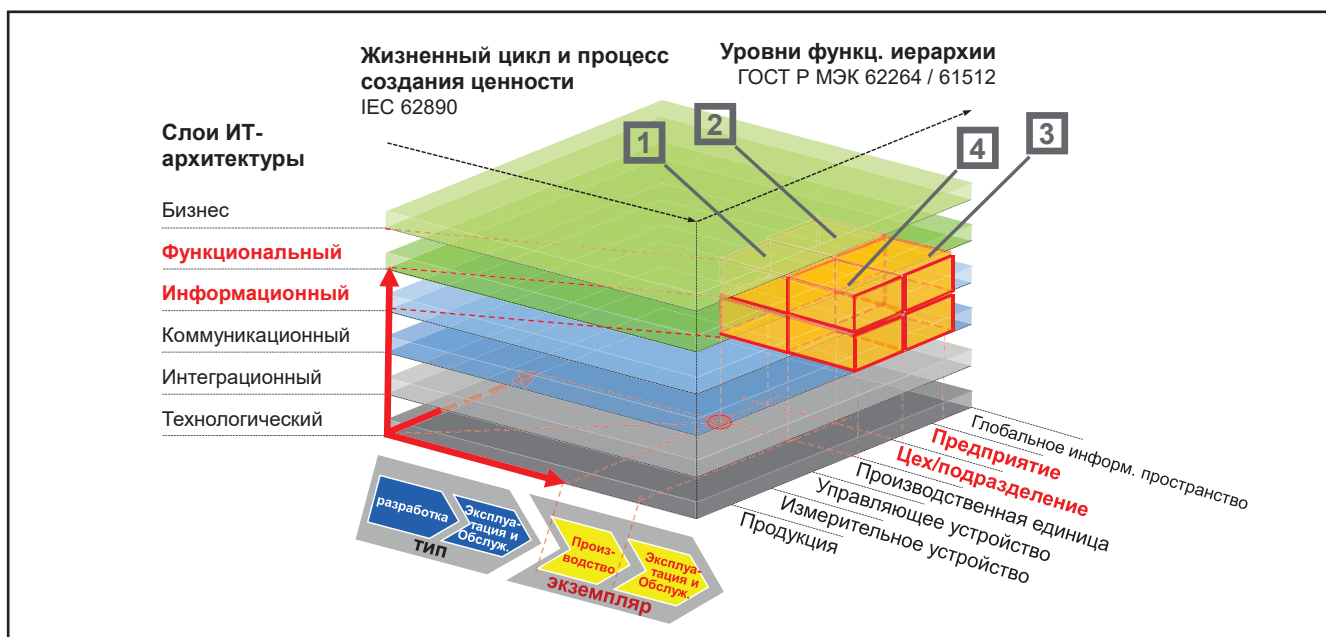 Жизненный цикл и процесс
создания ценности
IEC 62890
Уровни функц. иерархии
ГОСТ Р МЭК 62264 / 61512
Слои ИТ-
архитектуры
1
2
3
4
Бизнес
Функциональный
Информационный
Коммуникационный
Интеграционный
Технологический
Глобальное информ. пространство
Предприятие
Цех/подразделение
Производственная единица
Управляющее устройство
Измерительное устройство
Продукция
разработка
Эксплуа-
тация и
Обслуж.
тип
Произ-
водство
Эксплуа-
тация и
Обслуж.
экземпляр